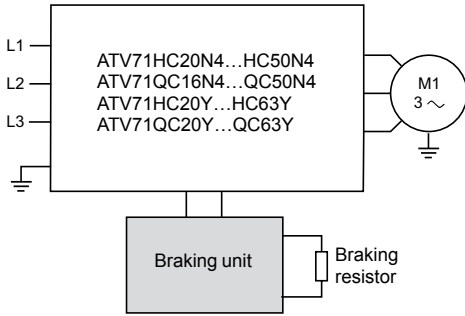 L1
L2
L3
ATV71HC20N4…HC50N4
ATV71QC16N4…QC50N4
ATV71HC20Y…HC63Y
ATV71QC20Y…QC63Y
M1
3 ~
Braking unit
Braking
resistor